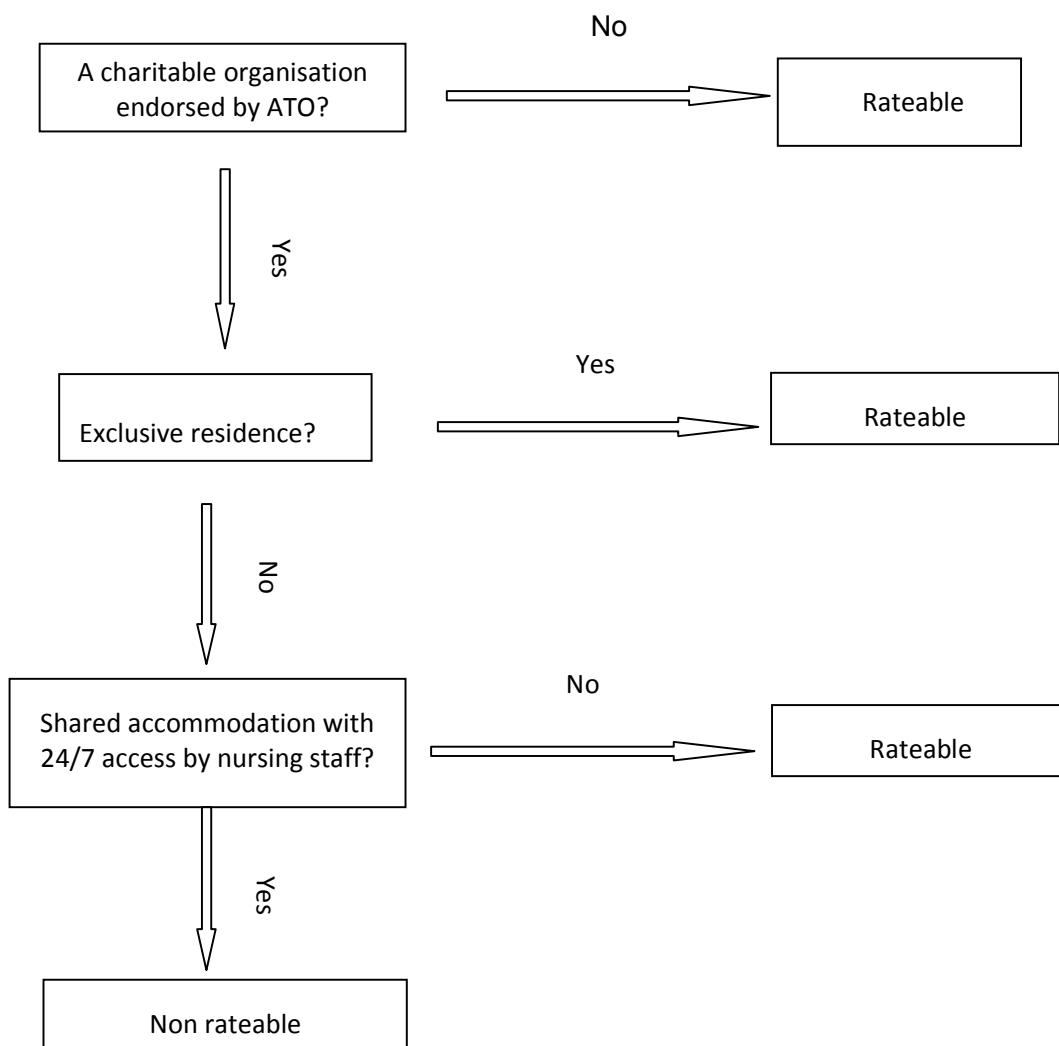 No
A charitable organisation
endorsed by ATO?
Rateable
Yes
Yes
Exclusive residence?
Rateable
No
No
Shared accommodation with
24/7 access by nursing staff?
Rateable
Yes
Non rateable